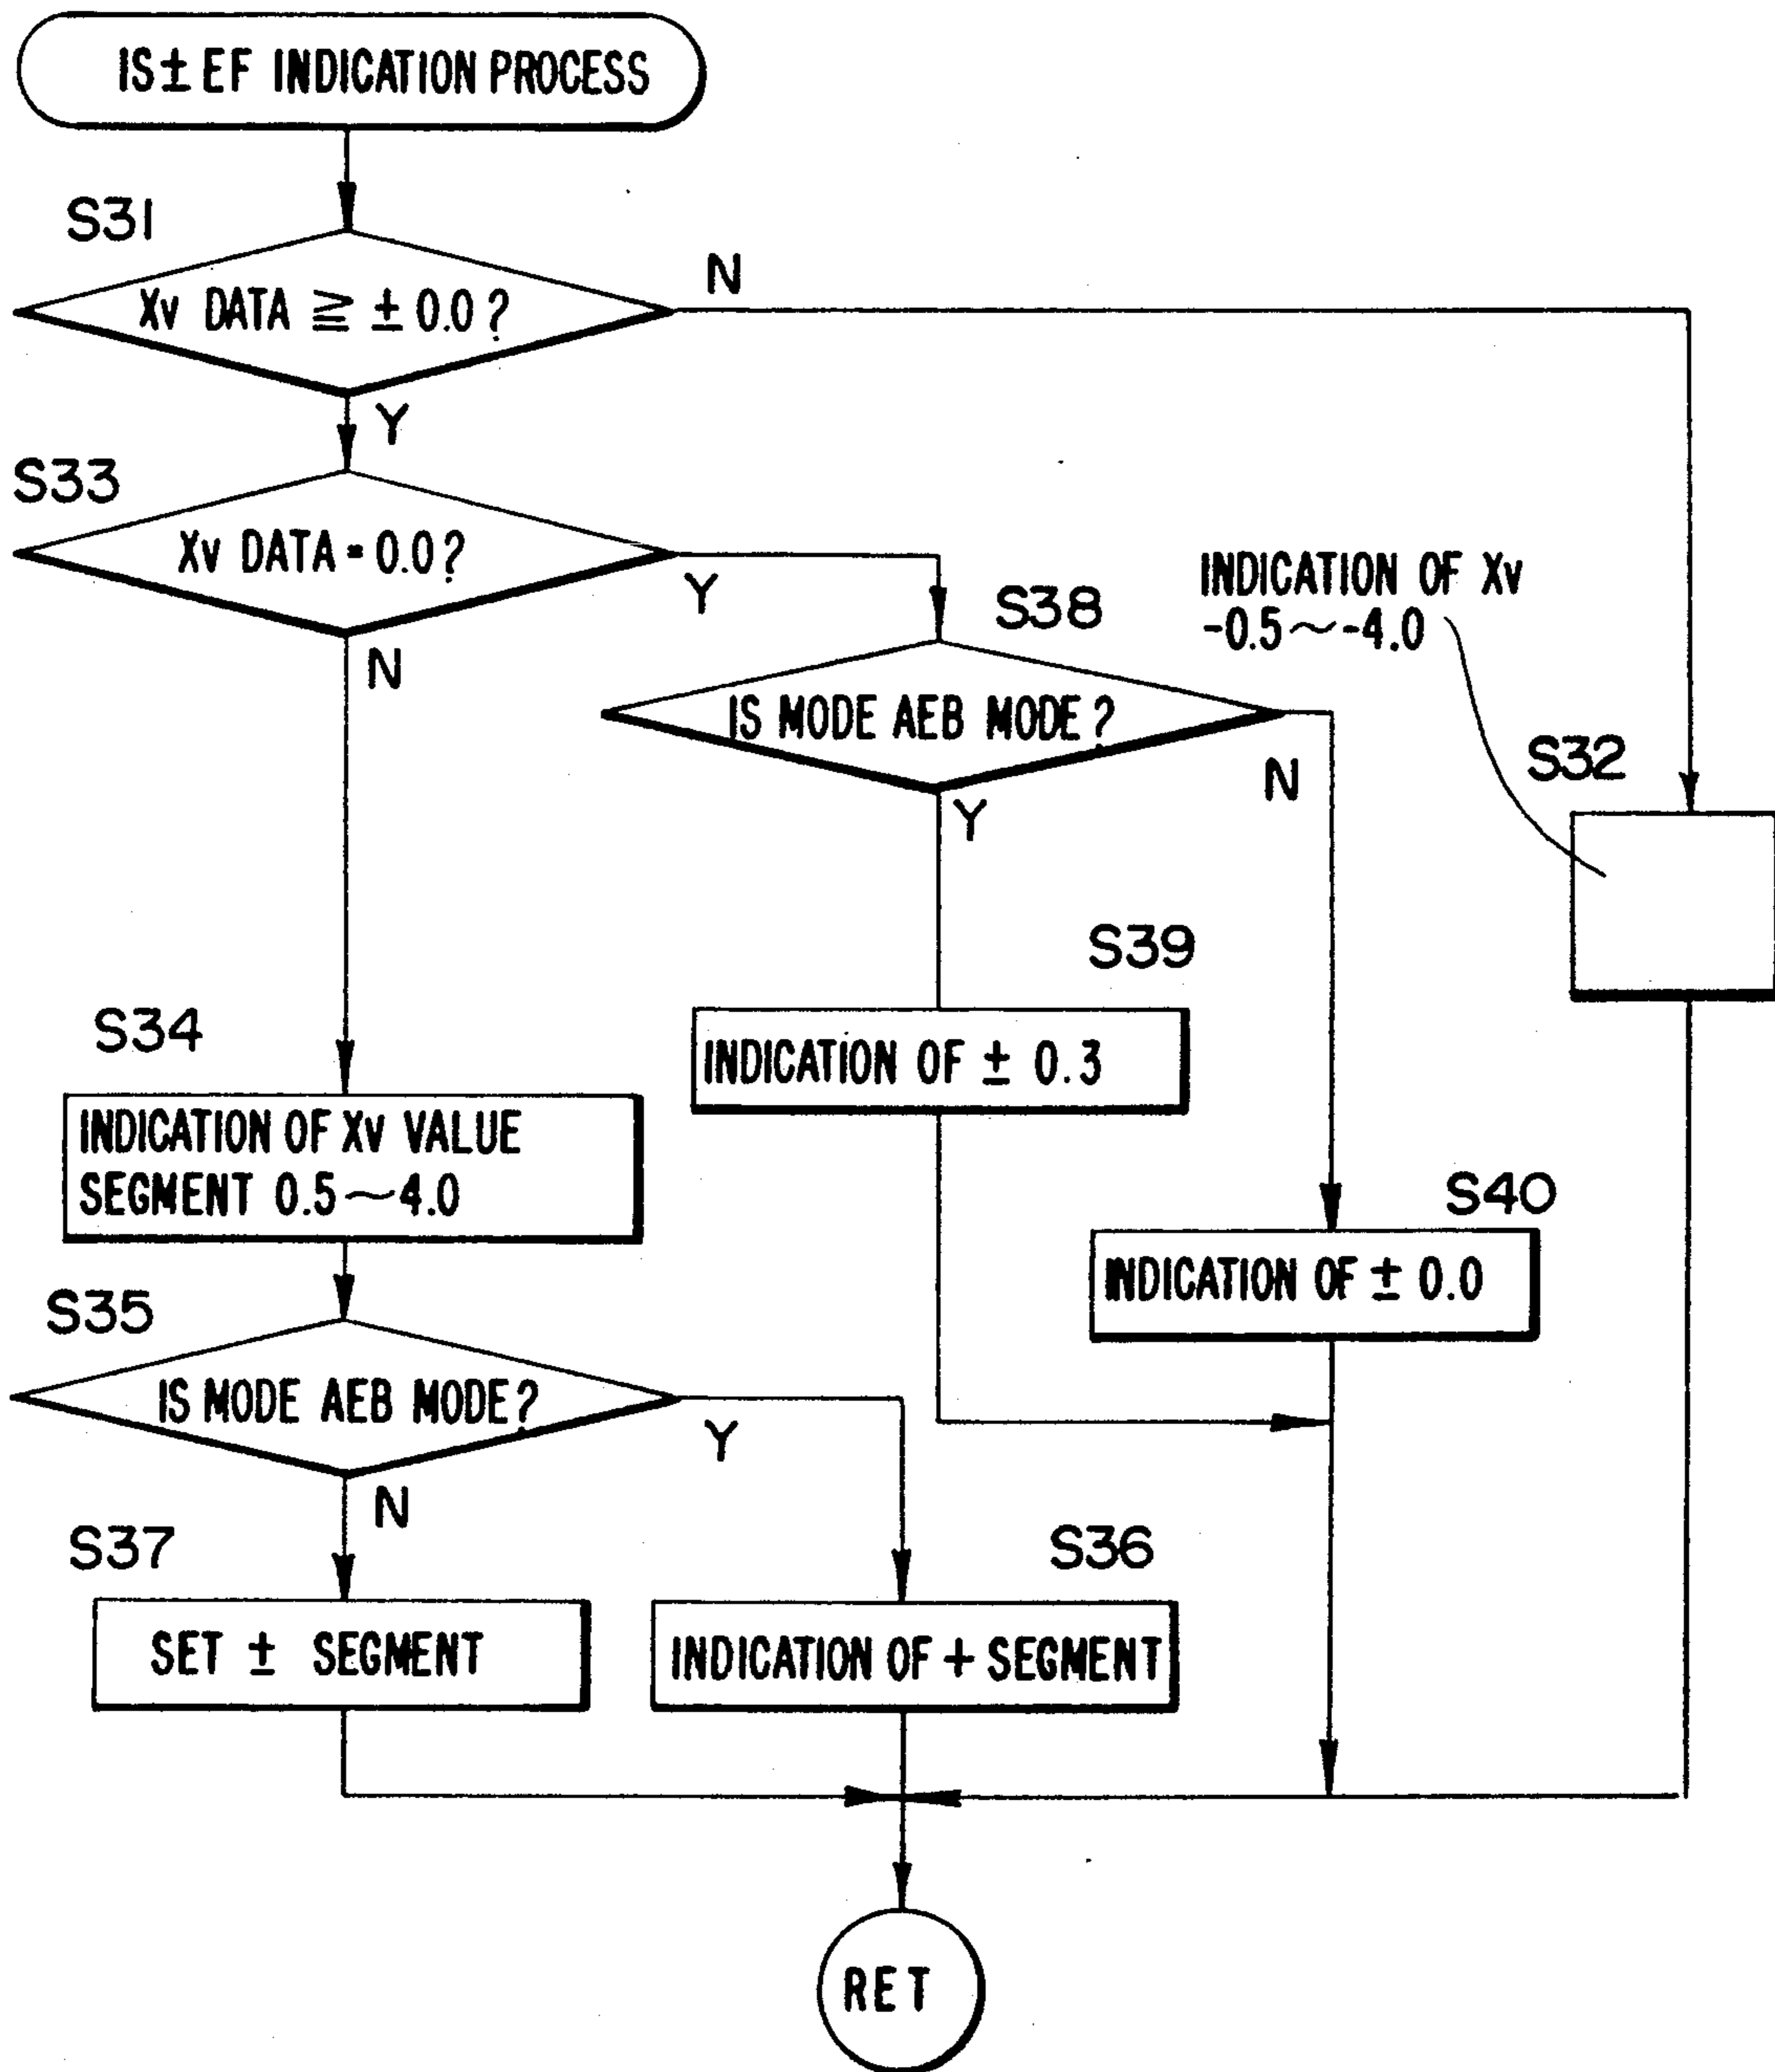 IS ± EF INDICATION PROCESS
S31
XV DATA ≧ ± 0.0?
N
Y
S33
XV DATA = 0.0?
Y
N
S38
IS MODE AEB MODE?
N
Y
INDICATION OF XV
-0.5～-4.0
S32
S39
INDICATION OF ± 0.3
S34
INDICATION OF XV VALUE
SEGMENT 0.5～4.0
S40
INDICATION OF ± 0.0
S35
IS MODE AEB MODE?
Y
N
S37
SET ± SEGMENT
S36
INDICATION OF + SEGMENT
RET